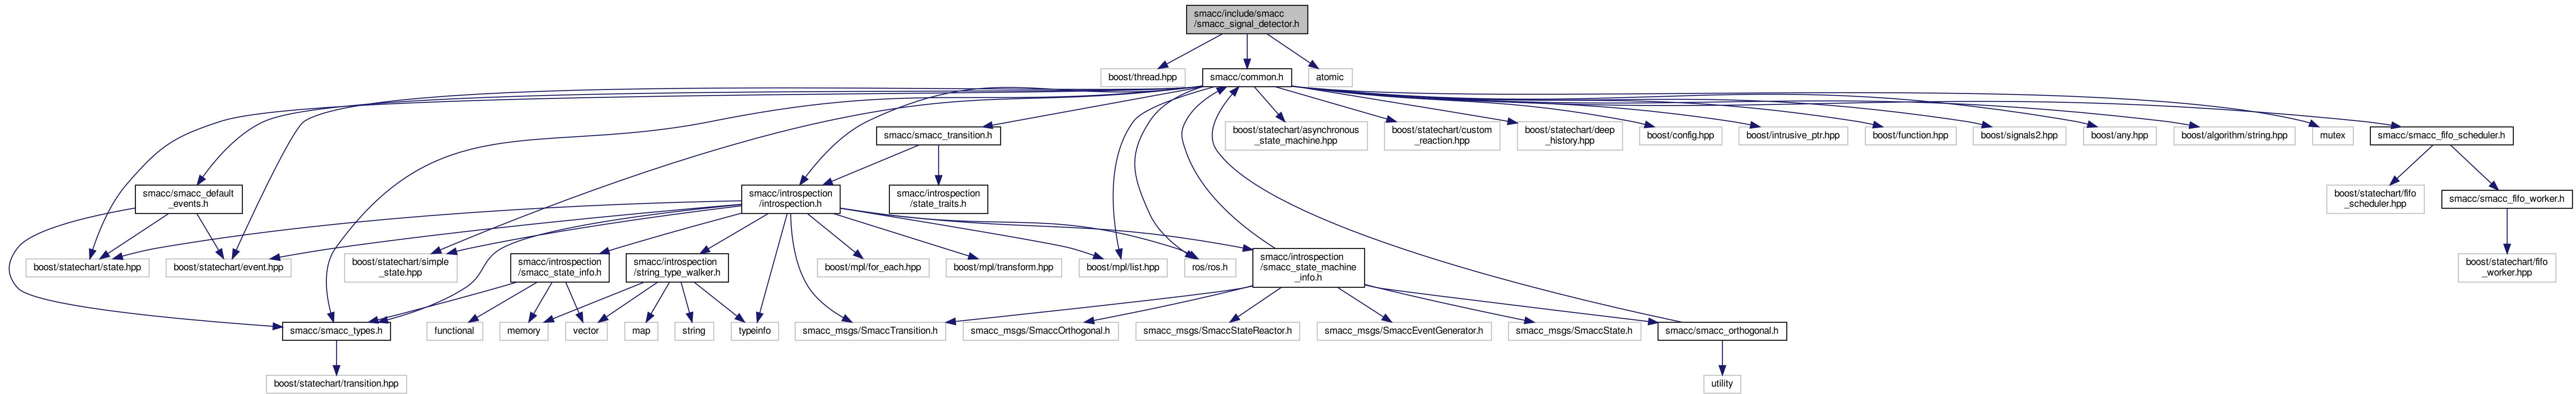 smacc/include/smacc
/smacc_signal_detector.h
boost/thread.hpp
smacc/common.h
atomic
smacc/smacc_transition.h
boost/statechart/asynchronous
_state_machine.hpp
boost/statechart/custom
_reaction.hpp
boost/statechart/deep
_history.hpp
boost/config.hpp
boost/intrusive_ptr.hpp
boost/function.hpp
boost/signals2.hpp
boost/any.hpp
boost/algorithm/string.hpp
mutex
smacc/smacc_fifo_scheduler.h
smacc/smacc_default
_events.h
smacc/introspection
/introspection.h
smacc/introspection
/state_traits.h
boost/statechart/fifo
_scheduler.hpp
smacc/smacc_fifo_worker.h
boost/statechart/state.hpp
boost/statechart/event.hpp
boost/statechart/simple
_state.hpp
smacc/introspection
/smacc_state_info.h
smacc/introspection
/string_type_walker.h
boost/mpl/for_each.hpp
boost/mpl/transform.hpp
boost/mpl/list.hpp
ros/ros.h
smacc/introspection
/smacc_state_machine
_info.h
boost/statechart/fifo
_worker.hpp
smacc/smacc_types.h
functional
memory
vector
map
string
typeinfo
smacc_msgs/SmaccTransition.h
smacc_msgs/SmaccOrthogonal.h
smacc_msgs/SmaccStateReactor.h
smacc_msgs/SmaccEventGenerator.h
smacc_msgs/SmaccState.h
smacc/smacc_orthogonal.h
boost/statechart/transition.hpp
utility